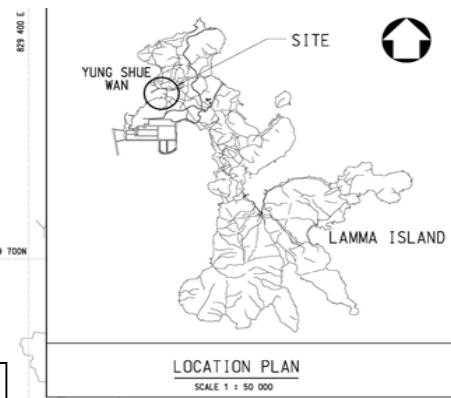 829 400 E
SITE
YUNG SHUE
WAN
LAMMA ISLAND
9 700N
LOCATION PLAN
SCALE 1 : 50 000